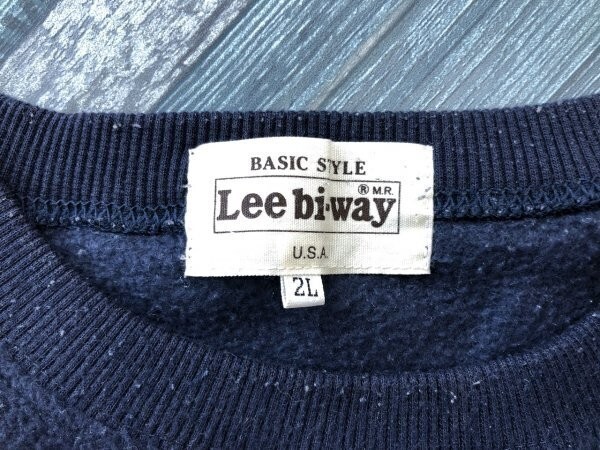 BASIC STYLE
Lee bi-way ® M.R.
U.S.A
2L